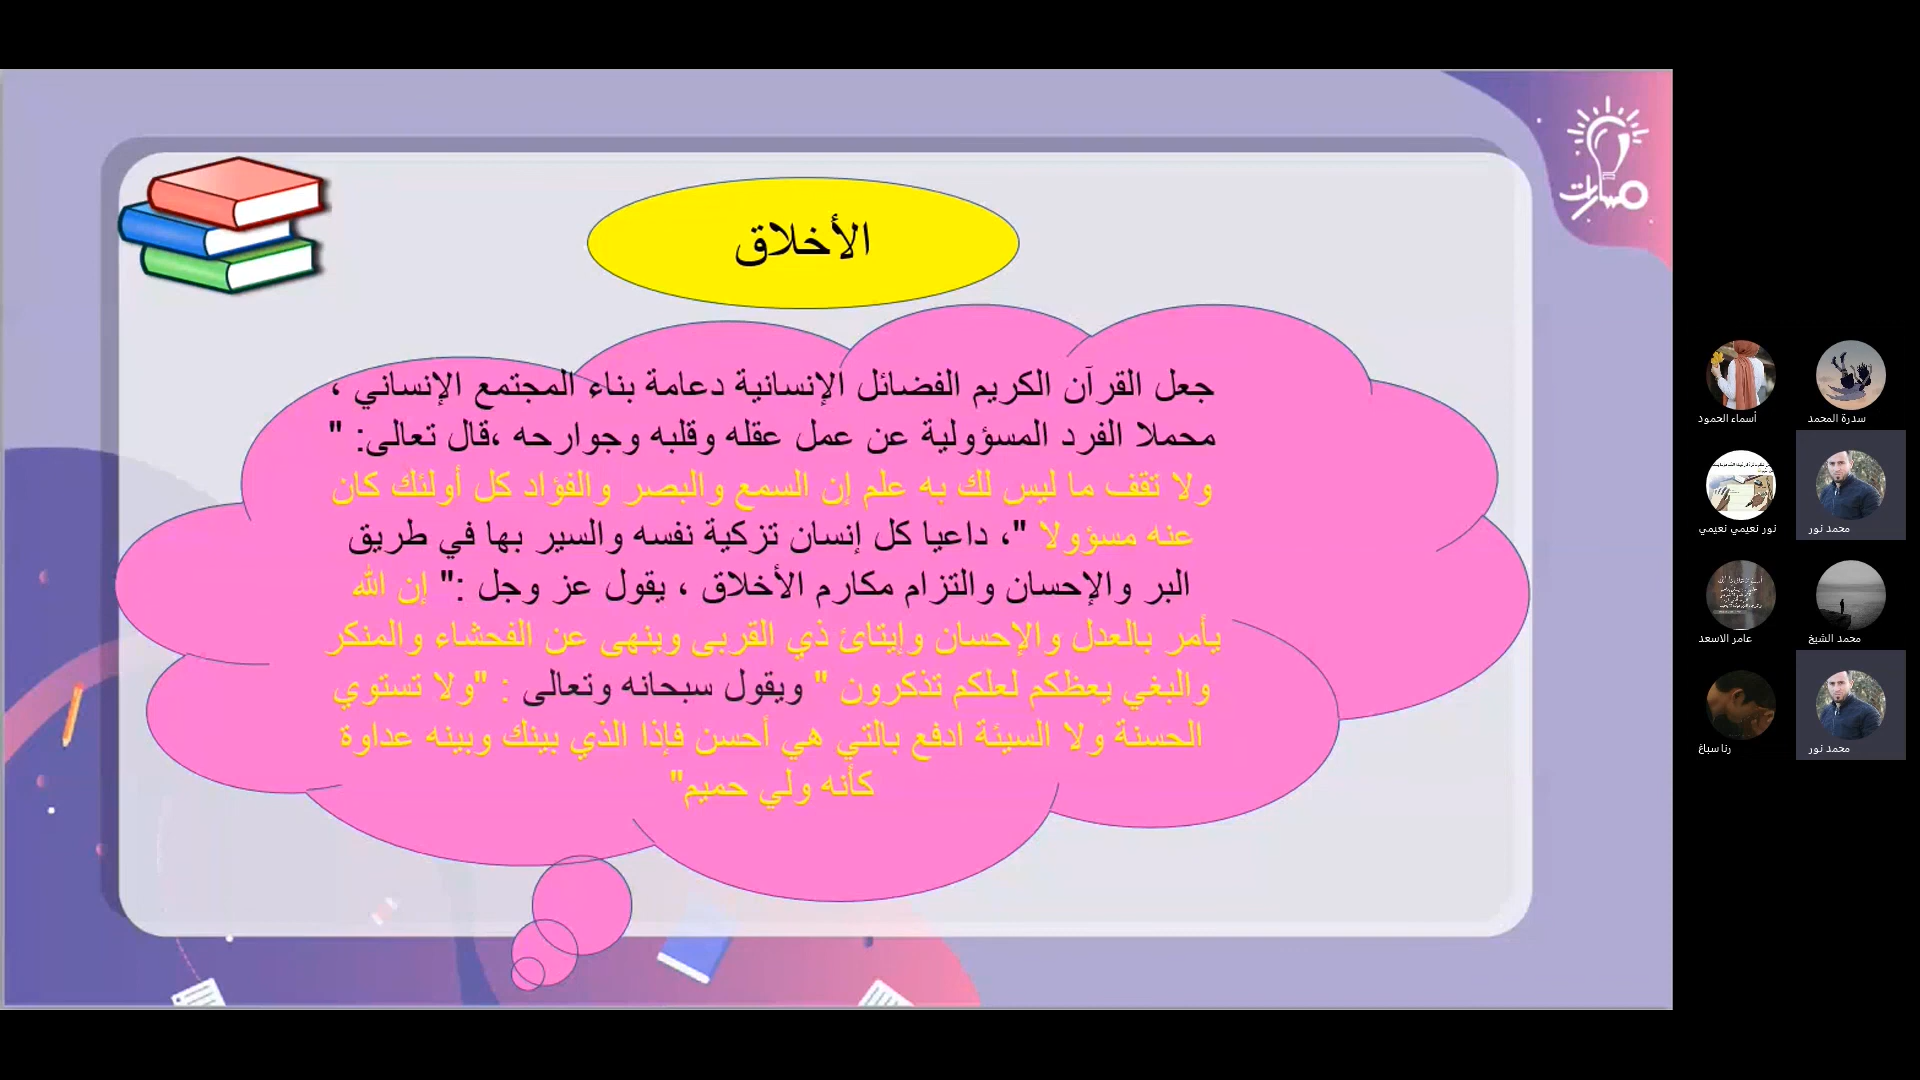 مسارات
الأخلاق
جعل القرآن الكريم الفضائل الإنسانية دعامة بناء المجتمع الإنساني ،
محملا الفرد المسؤولية عن عمل عقله وقلبه وجوارحه ،قال تعالى: "
ولا تقف ما ليس لك به علم إن السمع والبصر والفؤاد كل أولئك كان
عنه مسؤولا "، داعيا كل إنسان تزكية نفسه والسير بها في طريق
البر والإحسان والتزام مكارم الأخلاق ، يقول عز وجل :" إن الله
يأمر بالعدل والإحسان وإيتائ ذي القربى وينهى عن الفحشاء والمنكر
والبغي يعظكم لعلكم تذكرون " ويقول سبحانه وتعالى : "ولا تستوي
الحسنة ولا السيئة ادفع بالتي هي أحسن فإذا الذي بينك وبينه عداوة
كأنه ولي حميم"
سدرة المحمد
أسماء الحمود
محمد نور
نور نعيمي نعيمي
محمد الشيخ
عامر الاسعد
محمد نور
رنا سباغ